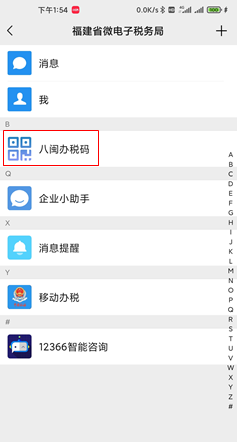 下午1:54
0.0K/s HD
福建省微电子税务局
消息
我
B
八闽办税码
Q
企业小助手
X
消息提醒
Y
移动办税
#
12366智能咨询
A
B
C
D
E
F
G
H
I
J
K
L
M
N
O
P
Q
R
S
T
U
V
W
X
Y
Z
#